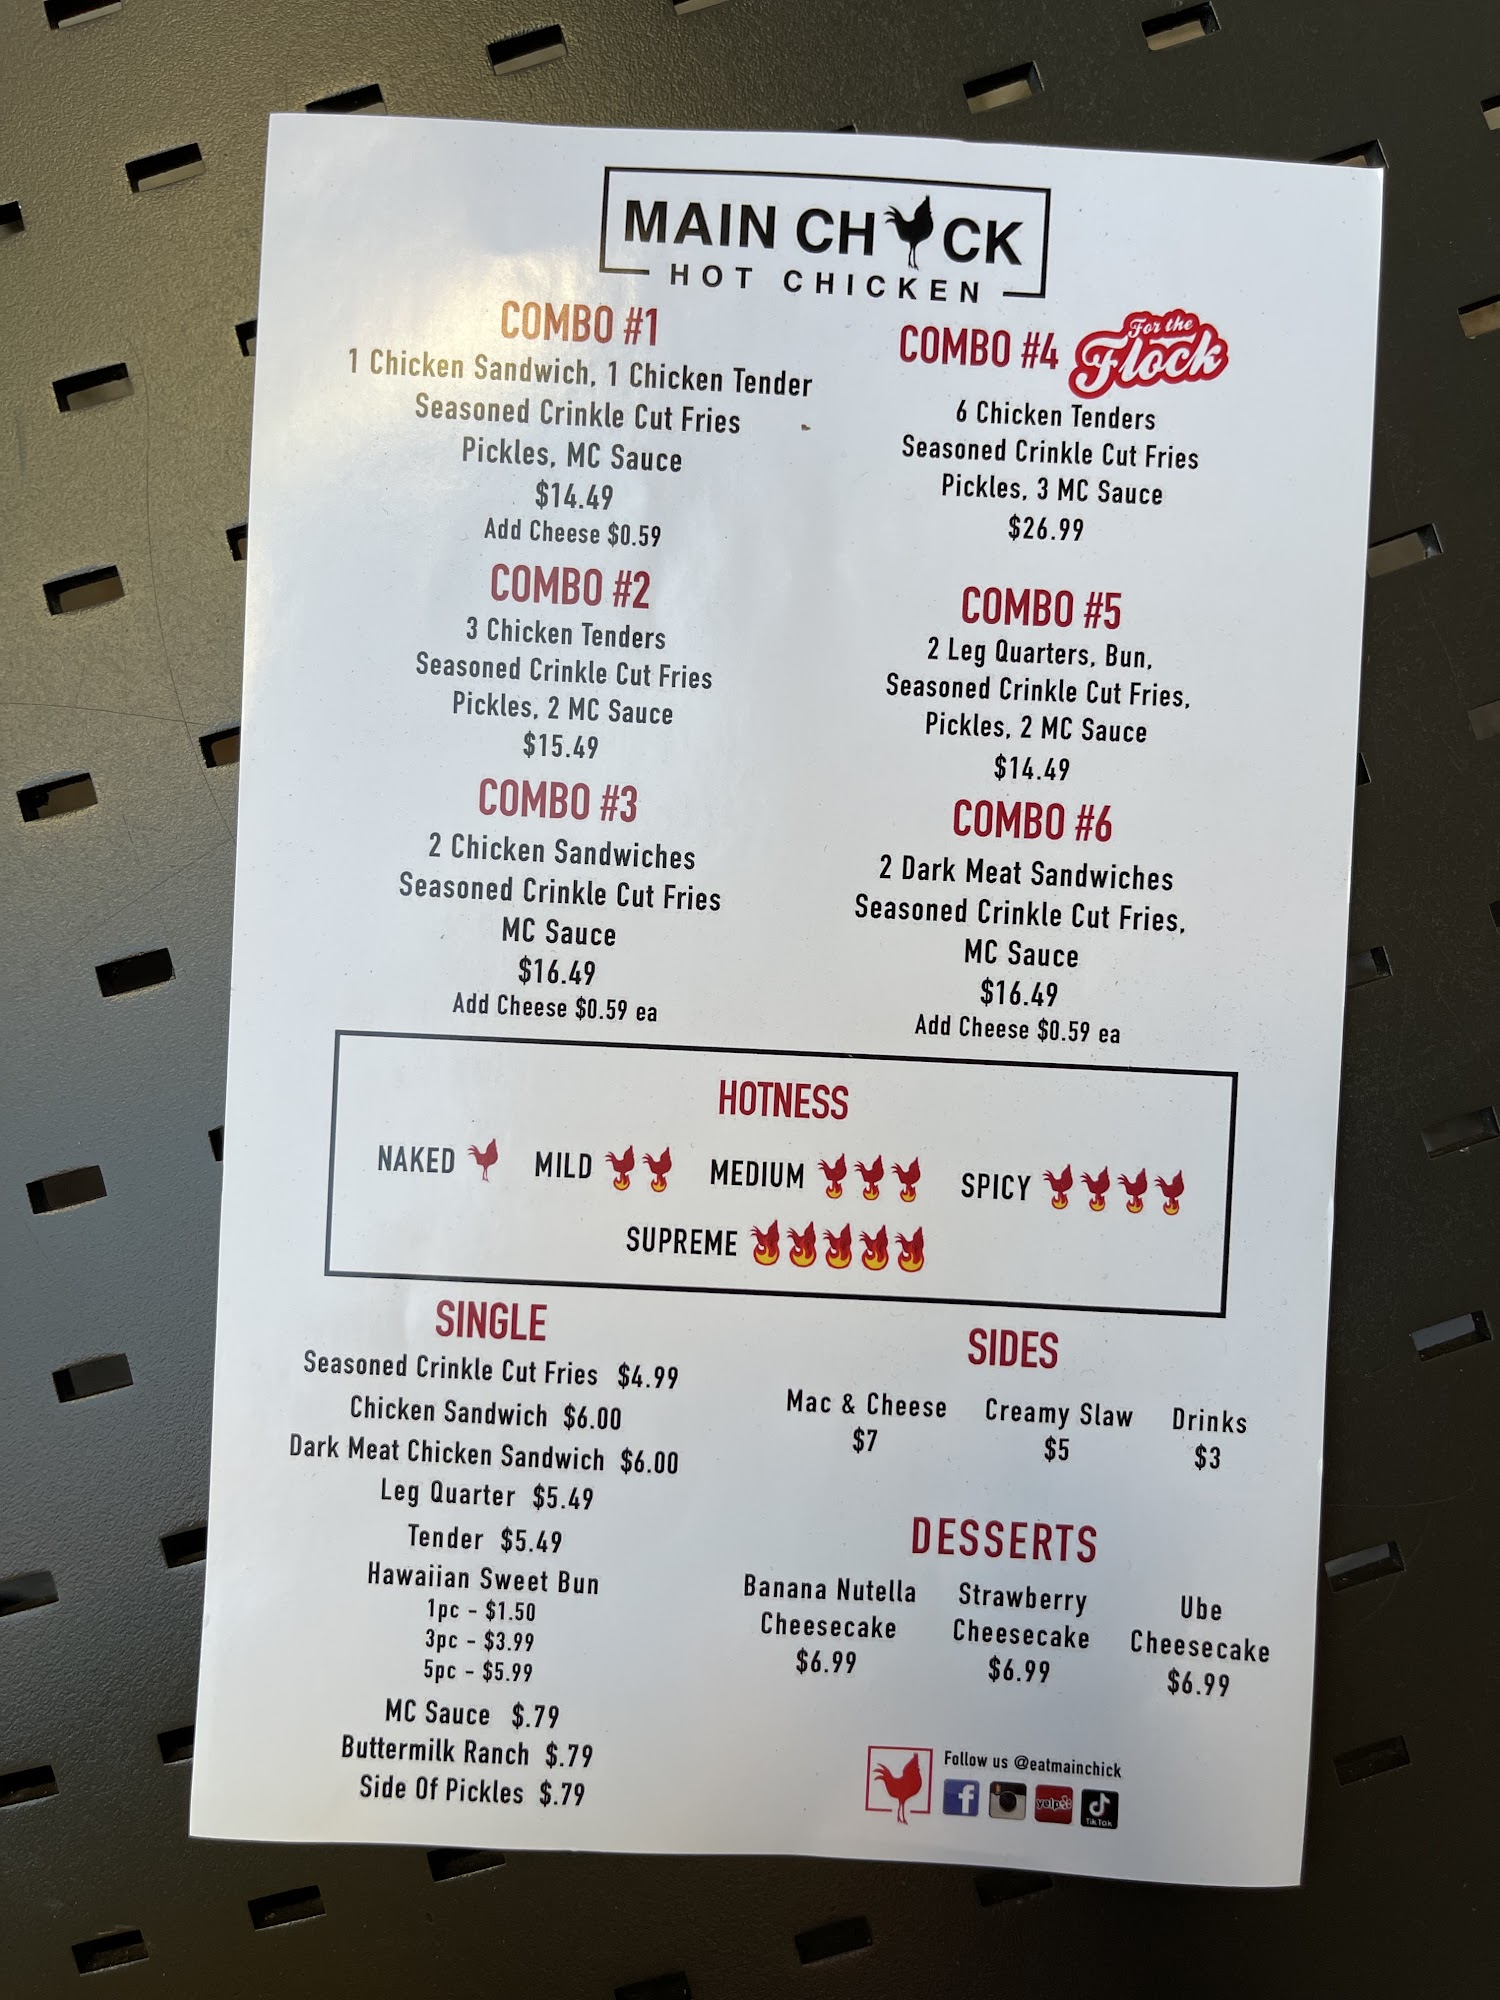 MAIN CHICK
HOT CHICKEN
COMBO #1
1 Chicken Sandwich, 1 Chicken Tender
Seasoned Crinkle Cut Fries
Pickles, MC Sauce
$14.49
Add Cheese $0.59
COMBO #2
3 Chicken Tenders
Seasoned Crinkle Cut Fries
Pickles, 2 MC Sauce
$15.49
COMBO #3
2 Chicken Sandwiches
Seasoned Crinkle Cut Fries
MC Sauce
$16.49
Add Cheese $0.59 ea
COMBO #4 For the Flock
6 Chicken Tenders
Seasoned Crinkle Cut Fries
Pickles, 3 MC Sauce
$26.99
COMBO #5
2 Leg Quarters, Bun,
Seasoned Crinkle Cut Fries,
Pickles, 2 MC Sauce
$14.49
COMBO #6
2 Dark Meat Sandwiches
Seasoned Crinkle Cut Fries,
MC Sauce
$16.49
Add Cheese $0.59 ea
HOTNESS
NAKED MILD MEDIUM SPICY
SUPREME
SINGLE
Seasoned Crinkle Cut Fries $4.99
Chicken Sandwich $6.00
Dark Meat Chicken Sandwich $6.00
Leg Quarter $5.49
Tender $5.49
Hawaiian Sweet Bun
1pc - $1.50
3pc - $3.99
5pc - $5.99
MC Sauce $.79
Buttermilk Ranch $.79
Side Of Pickles $.79
SIDES
Mac & Cheese Creamy Slaw Drinks
$7 $5 $3
DESSERTS
Banana Nutella Strawberry Ube
Cheesecake Cheesecake Cheesecake
$6.99 $6.99 $6.99
Follow us @eatmainchick
f yelp TikTok